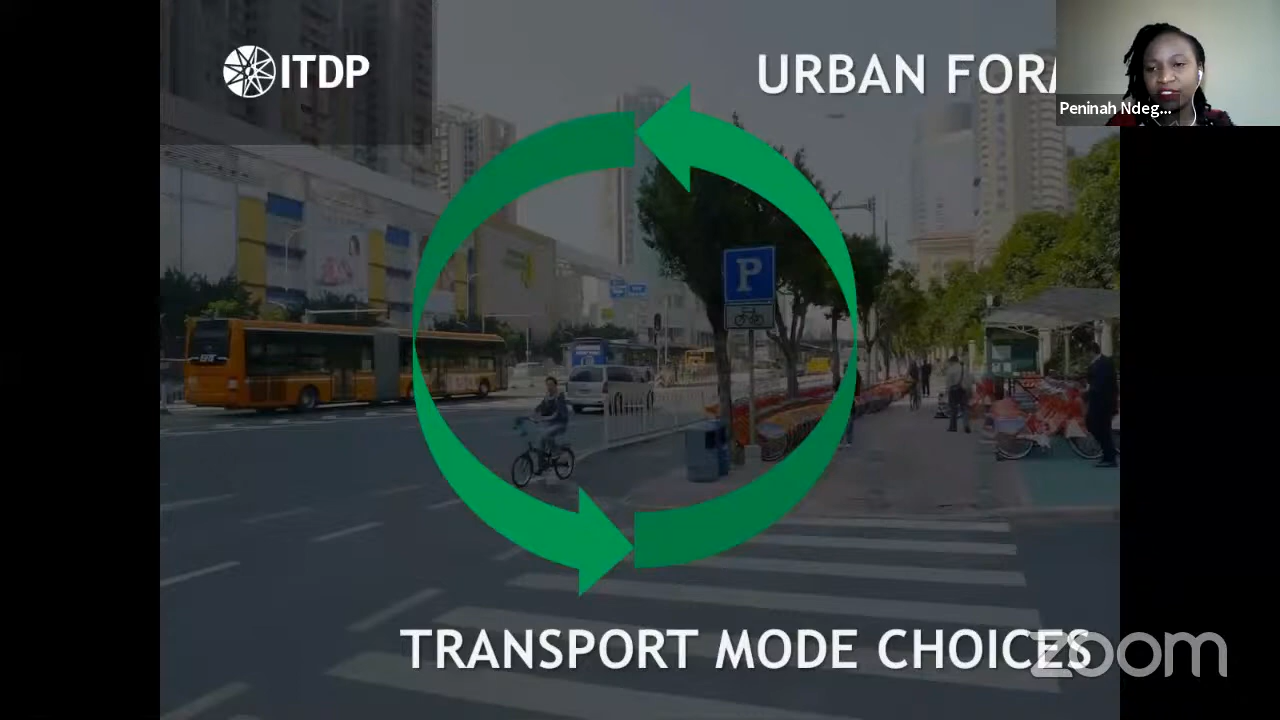 ITDP
URBAN FOR
Peninah Ndeg...
P
TRANSPORT MODE CHOICES
zoom